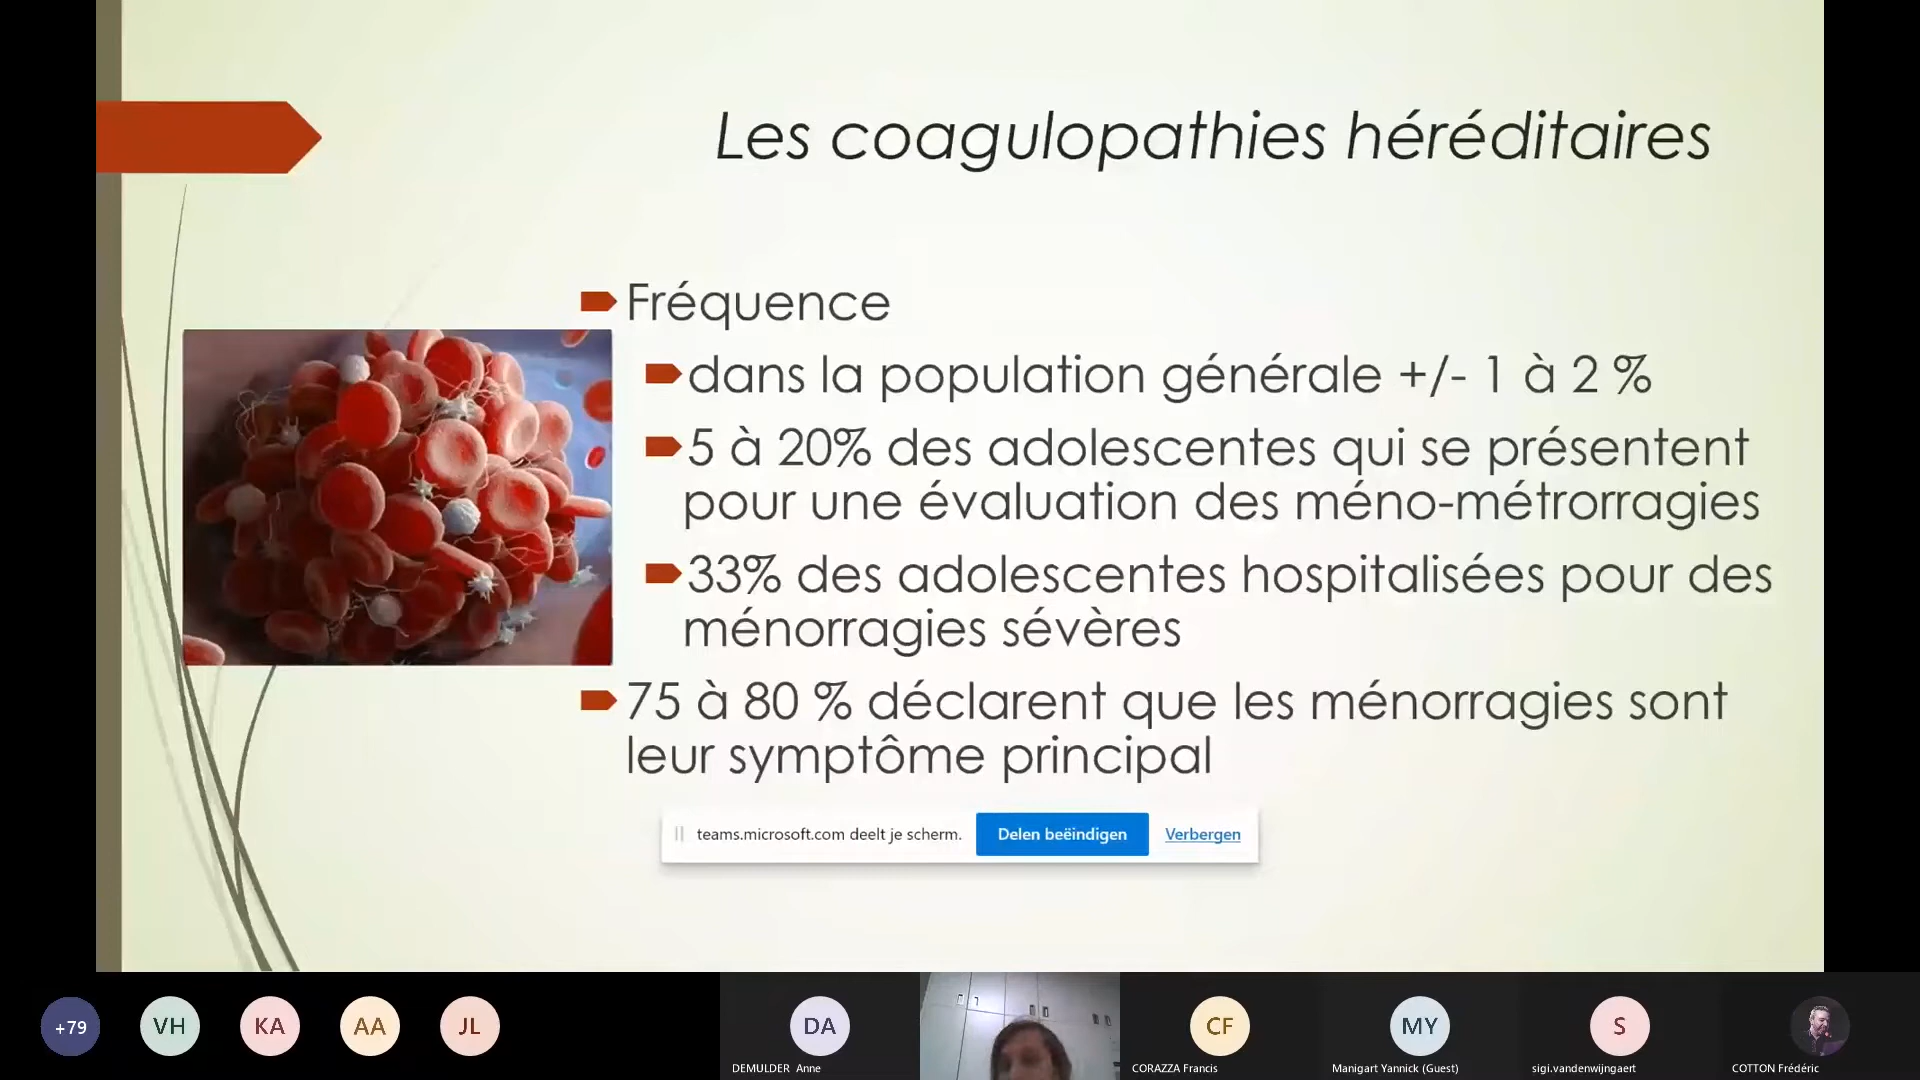 Les coagulopathies héréditaires
Fréquence
dans la population générale +/- 1 à 2 %
5 à 20% des adolescentes qui se présentent
pour une évaluation des méno-métrorragies
33% des adolescentes hospitalisées pour des
ménorragies sévères
75 à 80 % déclarent que les ménorragies sont
leur symptôme principal
teams.microsoft.com deelt je scherm. Delen beëindigen Verbergen
+79 VH KA AA JL DA CF MY S
DEMULDER Anne CORAZZA Francis Manigart Yannick (Guest) sigi.vandenwijngaert COTTON Frédéric